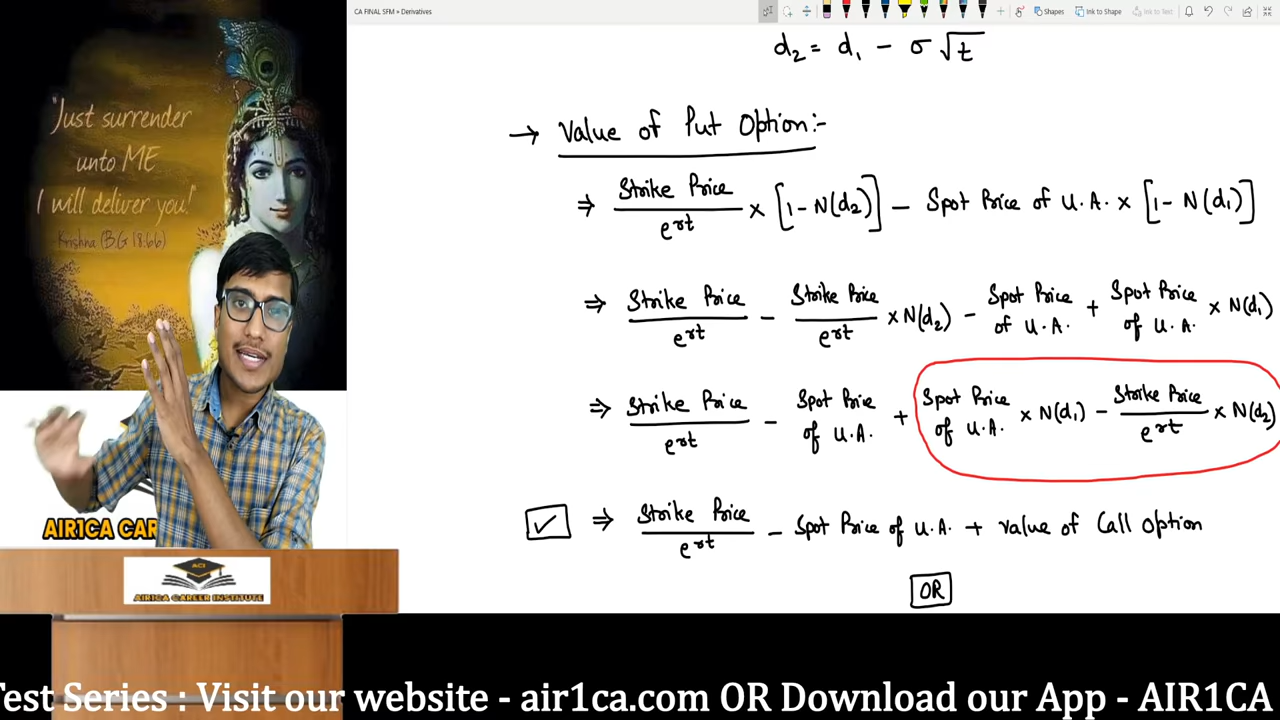 CA FINAL SFM » Derivatives
Shapes
Ink to Shape
Ink to Text
d₂ = d₁ - σ √t
"Just surrender
unto ME
I will deliver you!"
- Krishna (B.G 18:66)
→ Value of Put Option:-
⇒ Strike Price / e^rt × [1 - N(d₂)] - Spot Price of U.A. × [1 - N(d₁)]
⇒ Strike Price / e^rt - Strike Price / e^rt × N(d₂) - Spot Price of U.A. + Spot Price of U.A. × N(d₁)
⇒ Strike Price / e^rt - Spot Price of U.A. + Spot Price of U.A. × N(d₁) - Strike Price / e^rt × N(d₂)
✓ ⇒ Strike Price / e^rt - Spot Price of U.A. + value of Call Option
OR
AIR1CA CAR
ACI
AIR1CA CAREER INSTITUTE
Test Series : Visit our website - air1ca.com OR Download our App - AIR1CA